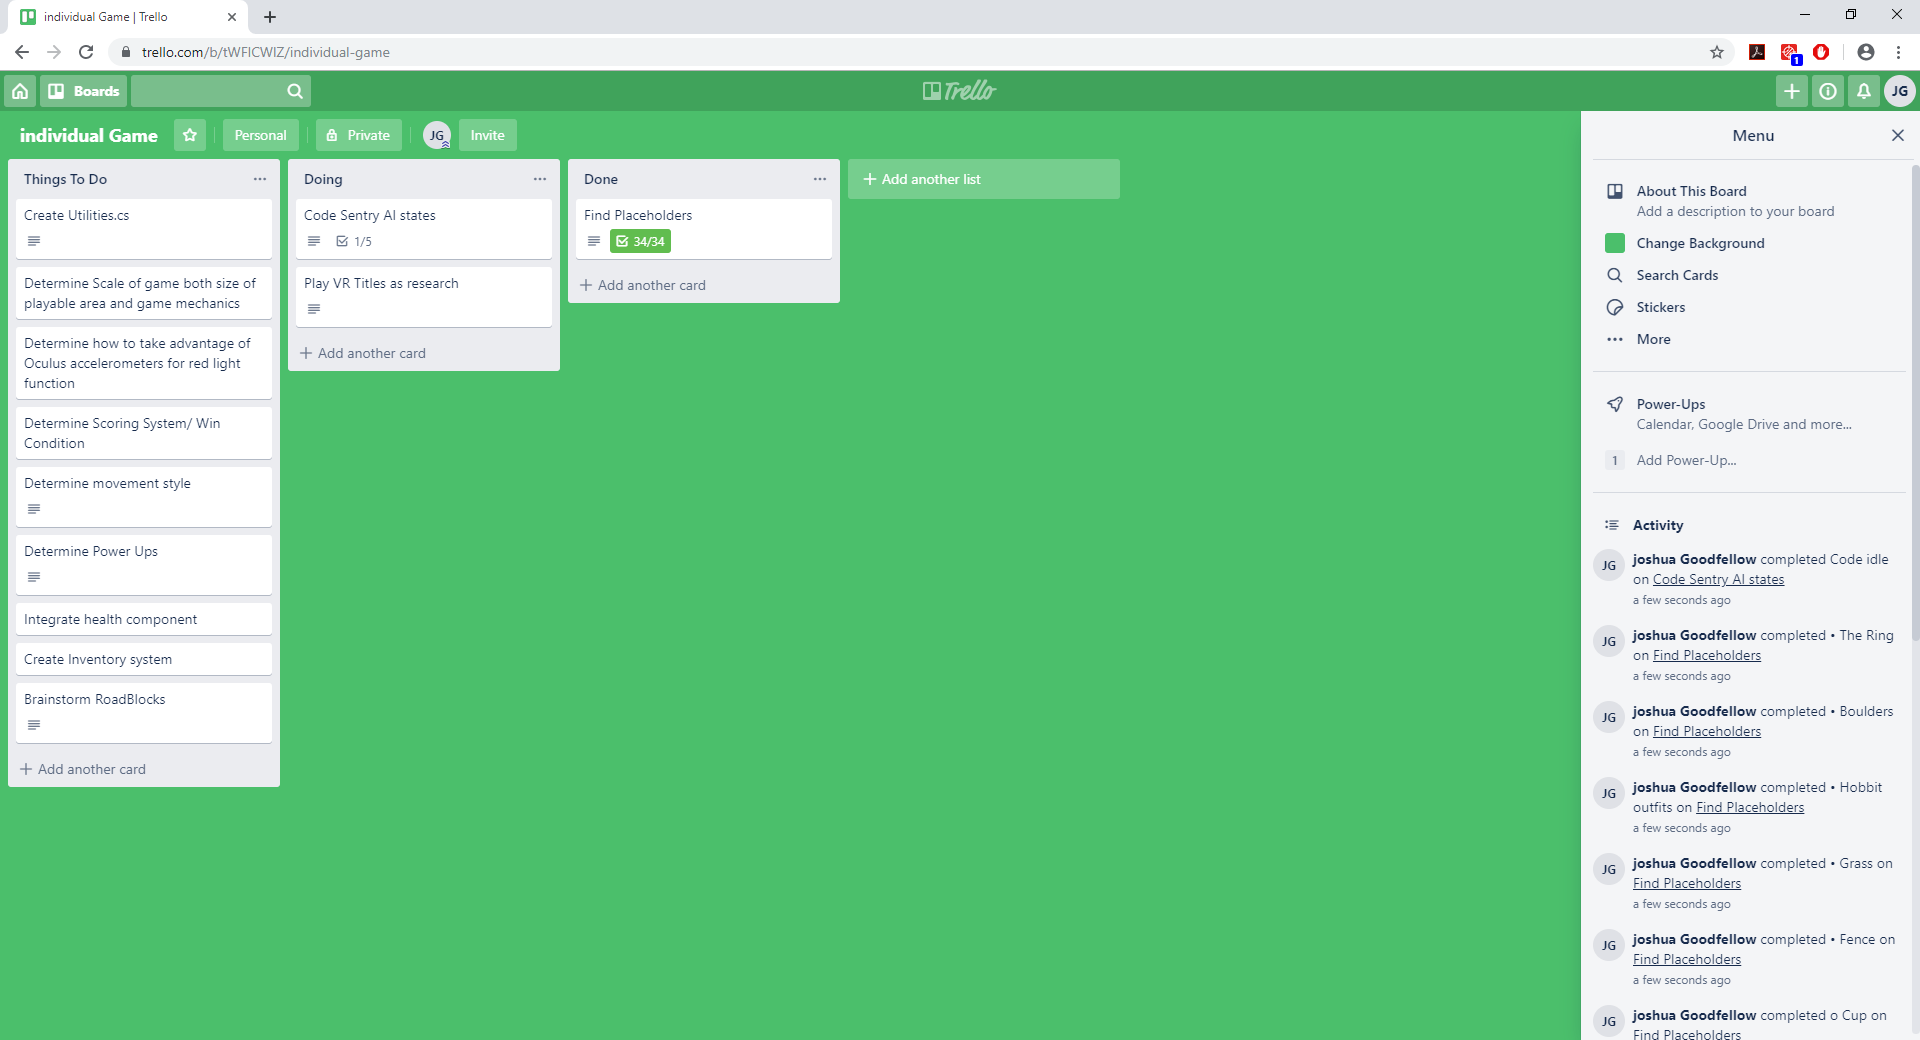 individual Game | Trello
trello.com/b/tWFICWIZ/individual-game
1
Boards
Trello
JG
individual Game
Personal
Private
JG
Invite
Things To Do
Create Utilities.cs
Determine Scale of game both size of
playable area and game mechanics
Determine how to take advantage of
Oculus accelerometers for red light
function
Determine Scoring System/ Win
Condition
Determine movement style
Determine Power Ups
Integrate health component
Create Inventory system
Brainstorm RoadBlocks
Add another card
Doing
Code Sentry AI states
1/5
Play VR Titles as research
Add another card
Done
Find Placeholders
34/34
Add another card
Add another list
Menu
About This Board
Add a description to your board
Change Background
Search Cards
Stickers
More
Power-Ups
Calendar, Google Drive and more...
1 Add Power-Up...
Activity
JG
joshua Goodfellow completed Code idle
on Code Sentry AI states
a few seconds ago
JG
joshua Goodfellow completed • The Ring
on Find Placeholders
a few seconds ago
JG
joshua Goodfellow completed • Boulders
on Find Placeholders
a few seconds ago
JG
joshua Goodfellow completed • Hobbit
outfits on Find Placeholders
a few seconds ago
JG
joshua Goodfellow completed • Grass on
Find Placeholders
a few seconds ago
JG
joshua Goodfellow completed • Fence on
Find Placeholders
a few seconds ago
JG
joshua Goodfellow completed o Cup on
Find Placeholders